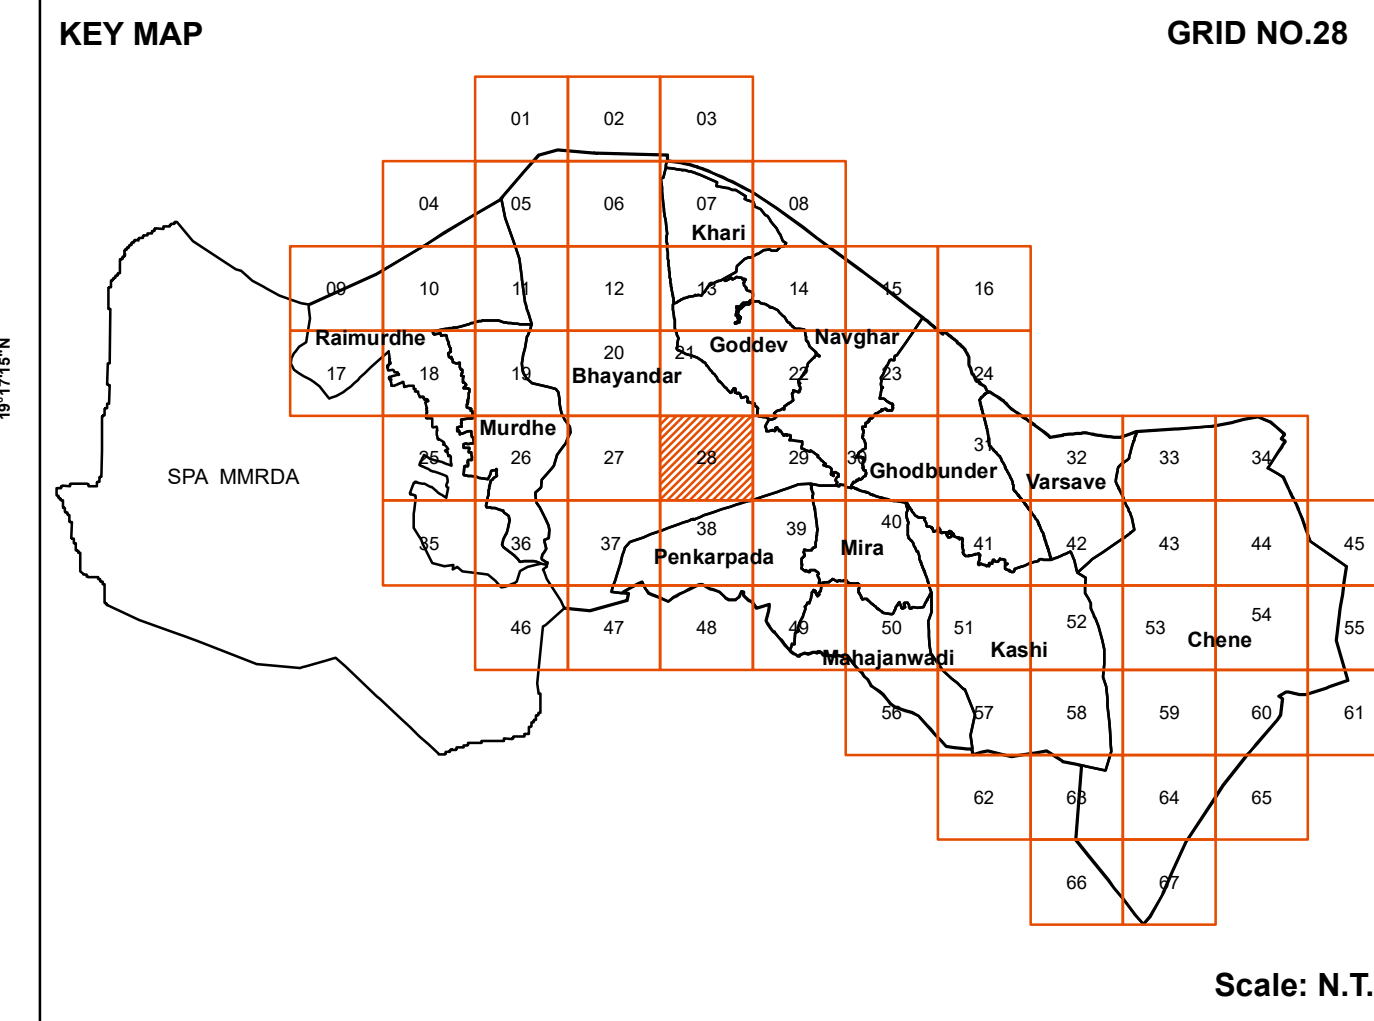 KEY MAP
GRID NO.28
01 02 03
04 05 06 07 08
Khari
09 10 11 12 13 14 15 16
Raimurdhe Goddev Navghar
17 18 19 20 21 22 23 24
Bhayandar
Murdhe
25 26 27 28 29 30 31 32 33 34
SPA MMRDA
Ghodbunder
Varsave
35 36 37 38 39 40 41 42 43 44 45
Penkarpada Mira
46 47 48 49 50 51 52 53 54 55
Mahajanwadi Kashi Chene
56 57 58 59 60 61
62 63 64 65
66 67
19°17'15"N
Scale: N.T.